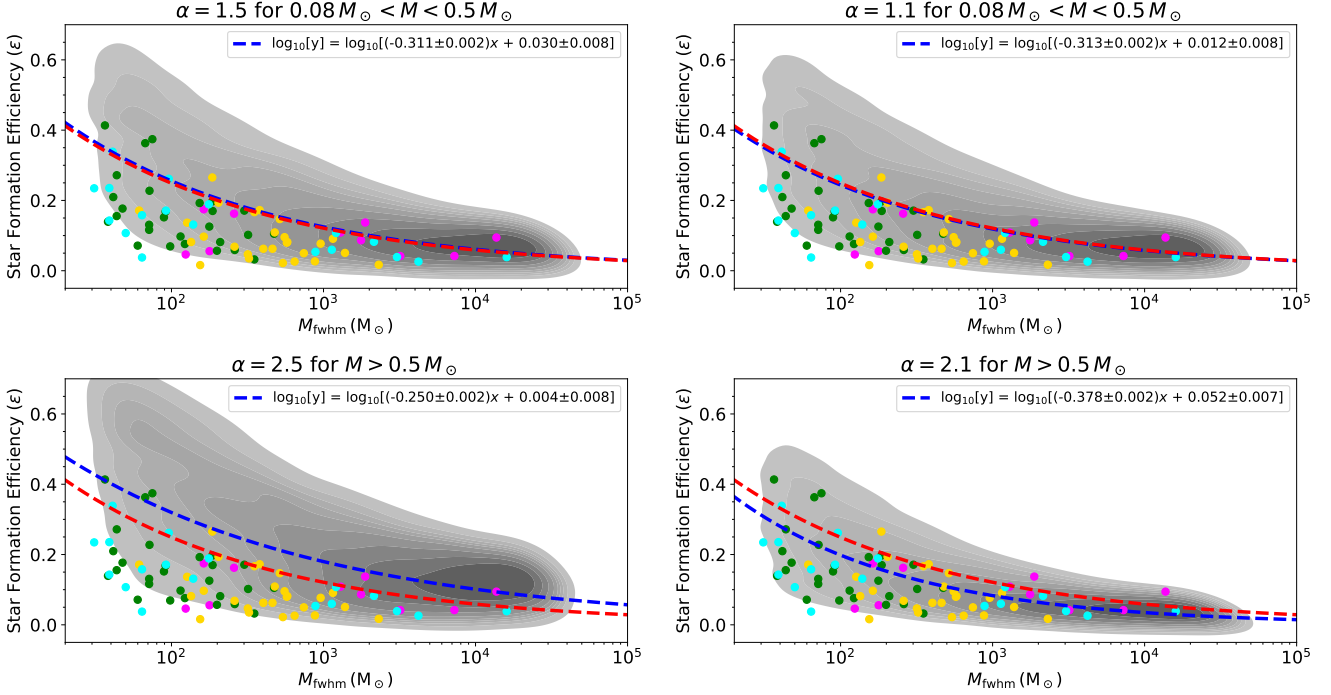 α = 1.5 for 0.08 M⊙ < M < 0.5 M⊙
log₁₀[y] = log₁₀[(-0.311±0.002)x + 0.030±0.008]
Star Formation Efficiency (ε)
0.6
0.4
0.2
0.0
10² 10³ 10⁴ 10⁵
M_fwhm (M⊙)
α = 1.1 for 0.08 M⊙ < M < 0.5 M⊙
log₁₀[y] = log₁₀[(-0.313±0.002)x + 0.012±0.008]
Star Formation Efficiency (ε)
0.6
0.4
0.2
0.0
10² 10³ 10⁴ 10⁵
M_fwhm (M⊙)
α = 2.5 for M > 0.5 M⊙
log₁₀[y] = log₁₀[(-0.250±0.002)x + 0.004±0.008]
Star Formation Efficiency (ε)
0.6
0.4
0.2
0.0
10² 10³ 10⁴ 10⁵
M_fwhm (M⊙)
α = 2.1 for M > 0.5 M⊙
log₁₀[y] = log₁₀[(-0.378±0.002)x + 0.052±0.007]
Star Formation Efficiency (ε)
0.6
0.4
0.2
0.0
10² 10³ 10⁴ 10⁵
M_fwhm (M⊙)